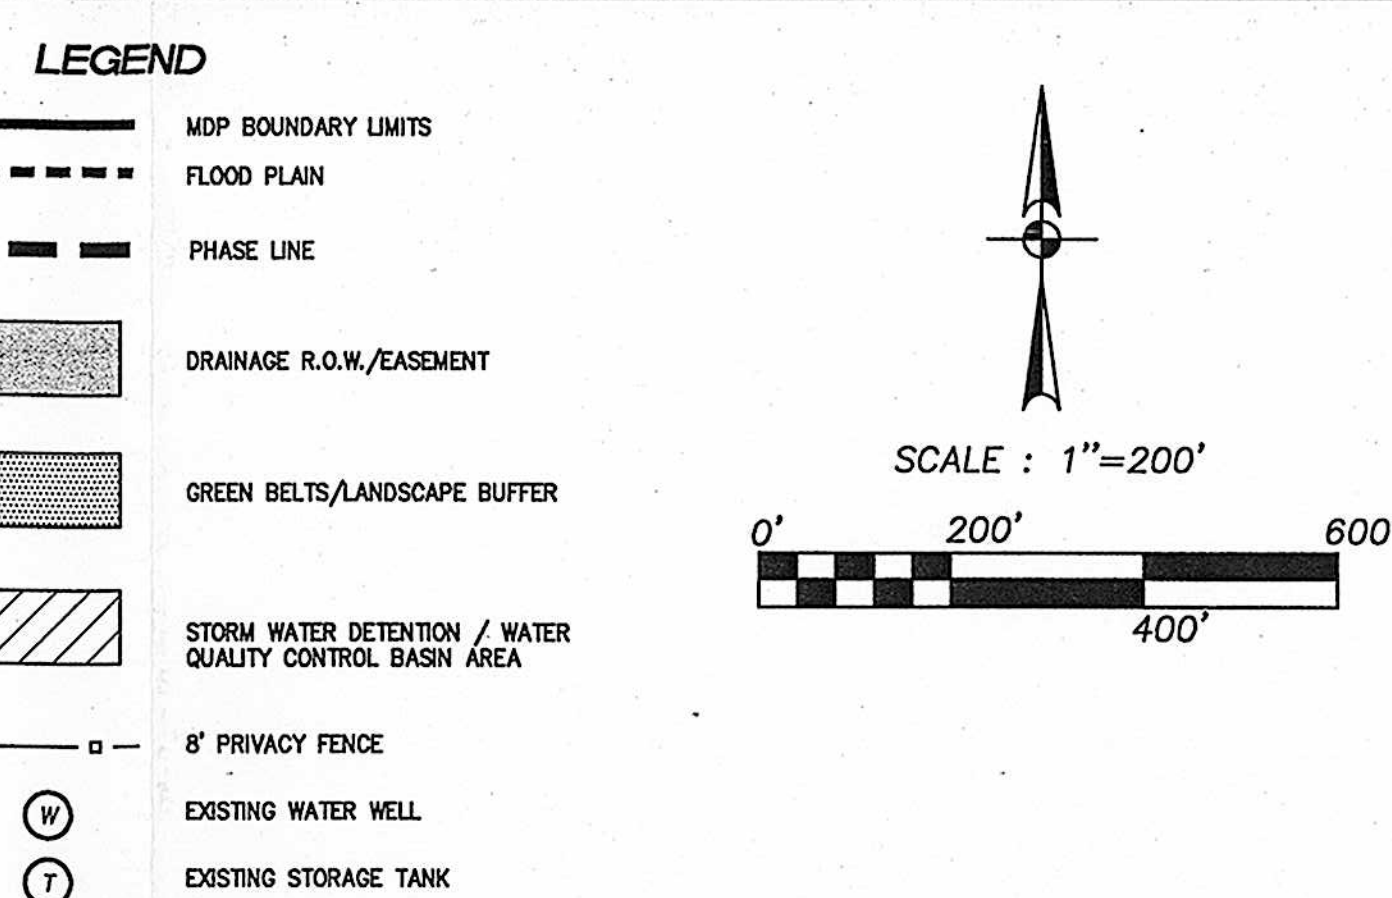 LEGEND
MDP BOUNDARY LIMITS
FLOOD PLAIN
PHASE LINE
DRAINAGE R.O.W./EASEMENT
GREEN BELTS/LANDSCAPE BUFFER
STORM WATER DETENTION / WATER
QUALITY CONTROL BASIN AREA
8' PRIVACY FENCE
W EXISTING WATER WELL
T EXISTING STORAGE TANK
SCALE : 1"=200'
0' 200' 600
400'